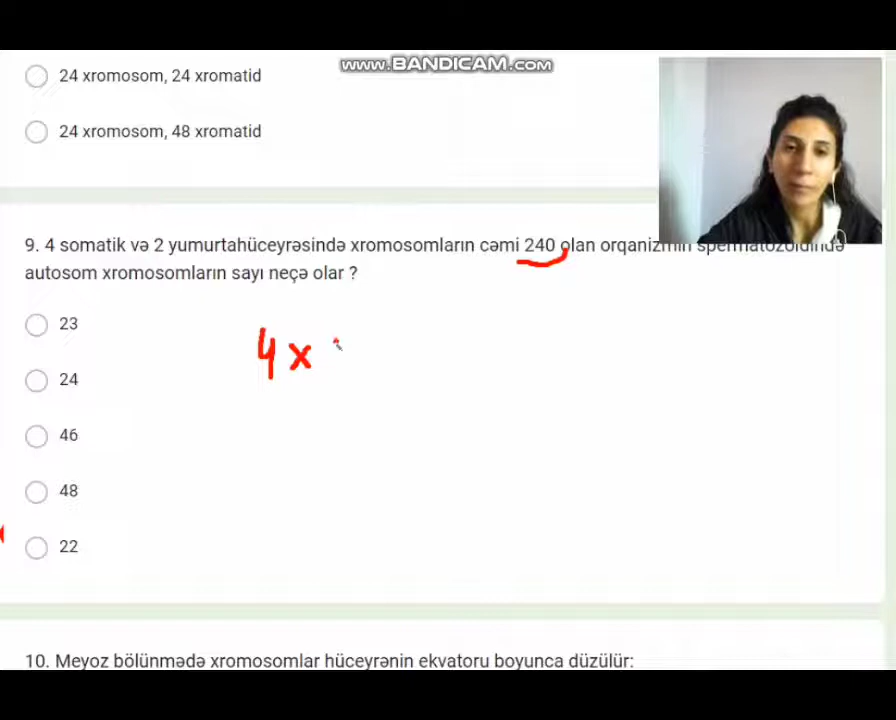 24 xromosom, 24 xromatid
www.BANDICAM.com
24 xromosom, 48 xromatid
9. 4 somatik və 2 yumurtahüceyrəsində xromosomların cəmi 240 olan orqanizmin spermatozoidində
autosom xromosomların sayı neçə olar ?
23
4 x
24
46
48
22
10. Meyoz bölünmədə xromosomlar hüceyrənin ekvatoru boyunca düzülür: